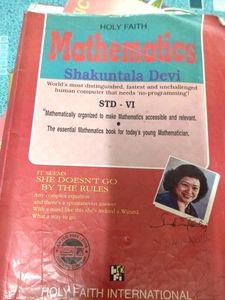 HOLY FAITH
Mathematics
Shakuntala Devi
World's most distinguished, fastest and unchallenged
human computer that needs 'no-programming'!
STD - VI
"Mathematically organized to make Mathematics accessible and relevant.
The essential Mathematics book for today's young Mathematician.
IT SEEMS
SHE DOESN'T GO
BY THE RULES
Any complex equation
and there's a spontaneous answer
With a mind like this she's indeed a Wizard.
What a way to go.
HOLY FAITH INTERNATIONAL